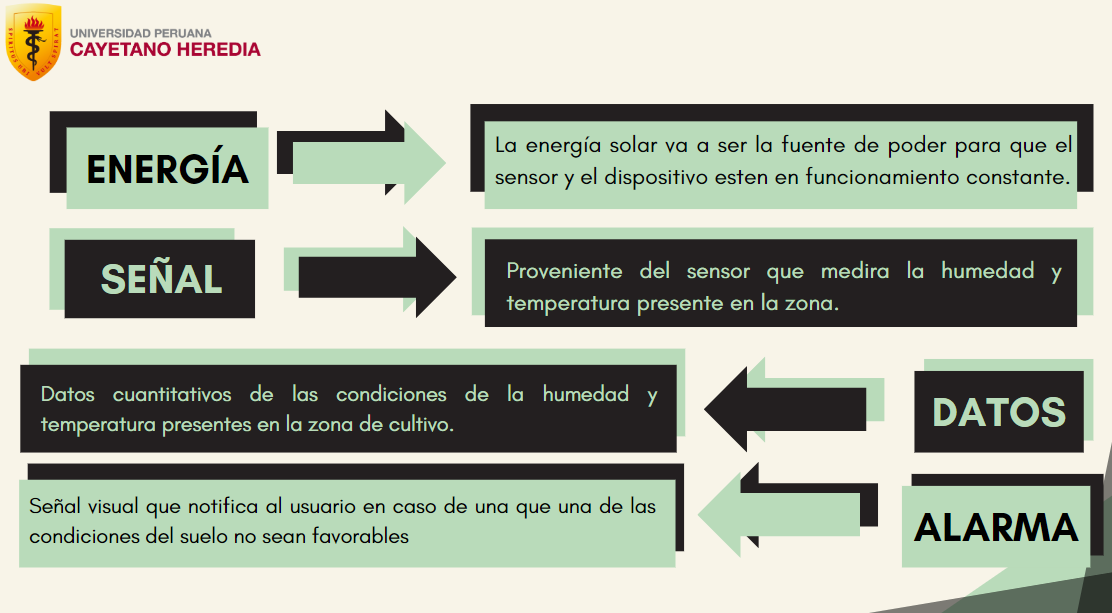 UNIVERSIDAD PERUANA
CAYETANO HEREDIA
ENERGÍA
La energía solar va a ser la fuente de poder para que el
sensor y el dispositivo esten en funcionamiento constante.
SEÑAL
Proveniente del sensor que medira la humedad y
temperatura presente en la zona.
Datos cuantitativos de las condiciones de la humedad y
temperatura presentes en la zona de cultivo.
DATOS
Señal visual que notifica al usuario en caso de una que una de las
condiciones del suelo no sean favorables
ALARMA